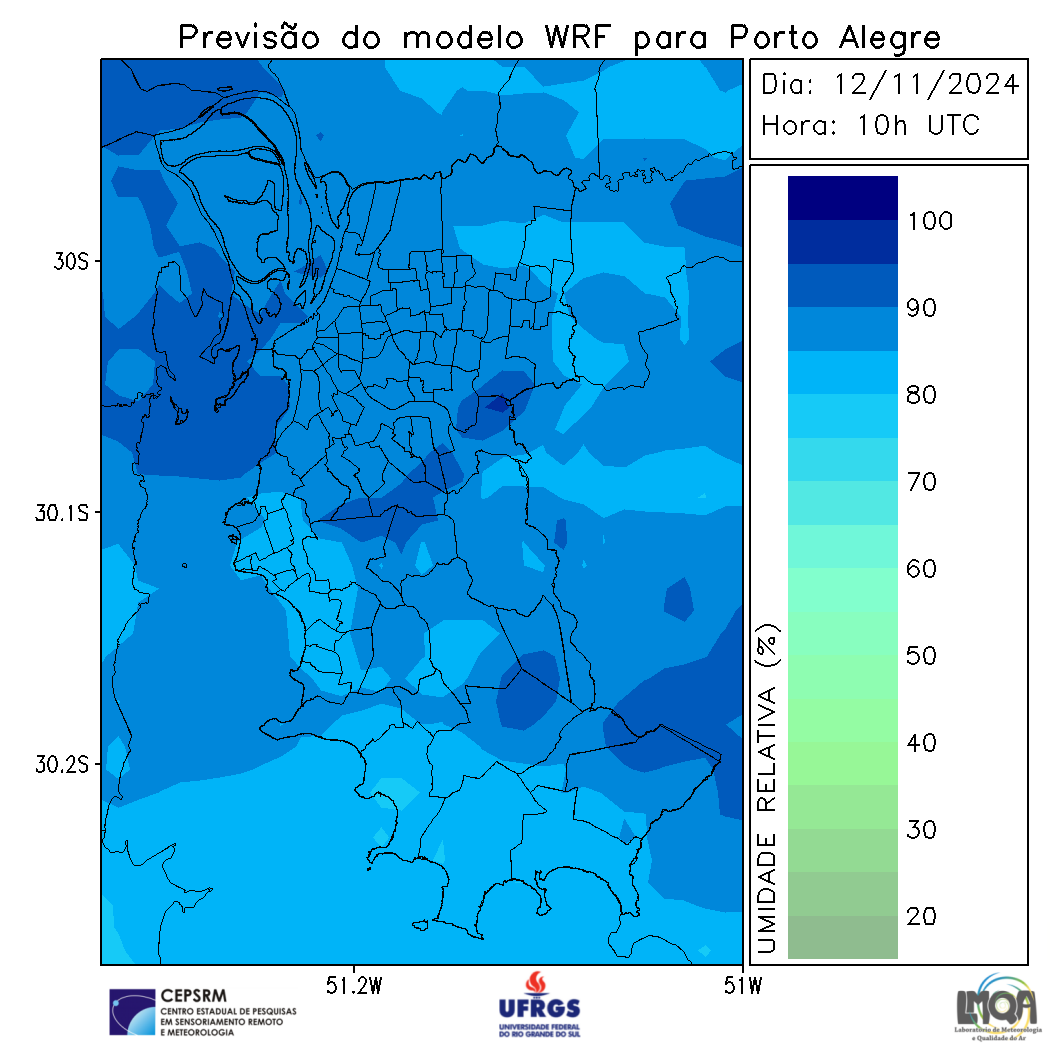 Previsão do modelo WRF para Porto Alegre
Dia: 12/11/2024
Hora: 10h UTC
100
90
80
70
60
50
40
30
20
UMIDADE RELATIVA (%)
30S
30.1S
30.2S
51.2W
51W
CEPSRM
CENTRO ESTADUAL DE PESQUISAS
EM SENSORIAMENTO REMOTO
E METEOROLOGIA
UFRGS
UNIVERSIDADE FEDERAL
DO RIO GRANDE DO SUL
LMQA
Laboratório de Meteorologia
e Qualidade do Ar